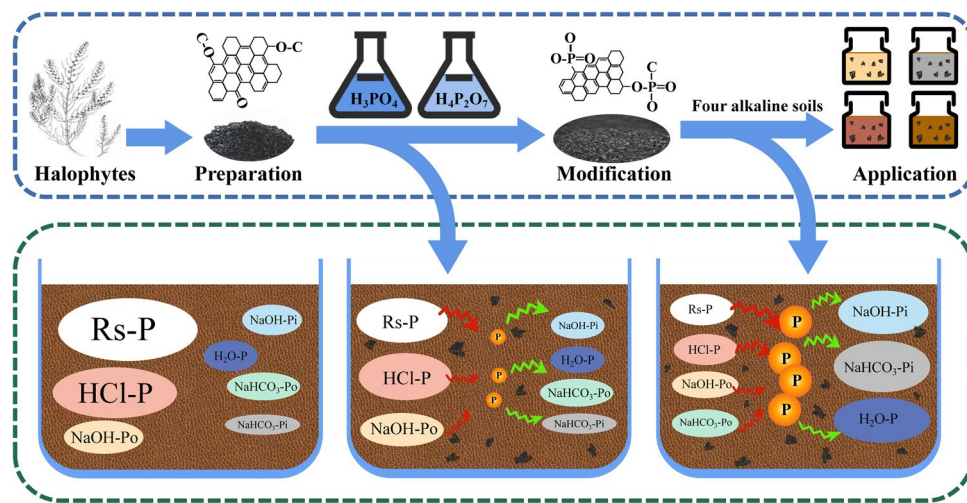 C
O
O–C
O
H₃PO₄
H₄P₂O₇
O
O–P=O
O
C
O
O–P=O
O
Four alkaline soils
Halophytes
Preparation
Modification
Application
Rs-P
NaOH-Pi
H₂O-P
HCl-P
NaHCO₃-Po
NaOH-Po
NaHCO₃-Pi
Rs-P
P
NaOH-Pi
H₂O-P
HCl-P
P
NaHCO₃-Po
P
NaOH-Po
NaHCO₃-Pi
Rs-P
P
NaOH-Pi
HCl-P
P
NaHCO₃-Pi
NaOH-Po
P
P
NaHCO₃-Po
P
H₂O-P